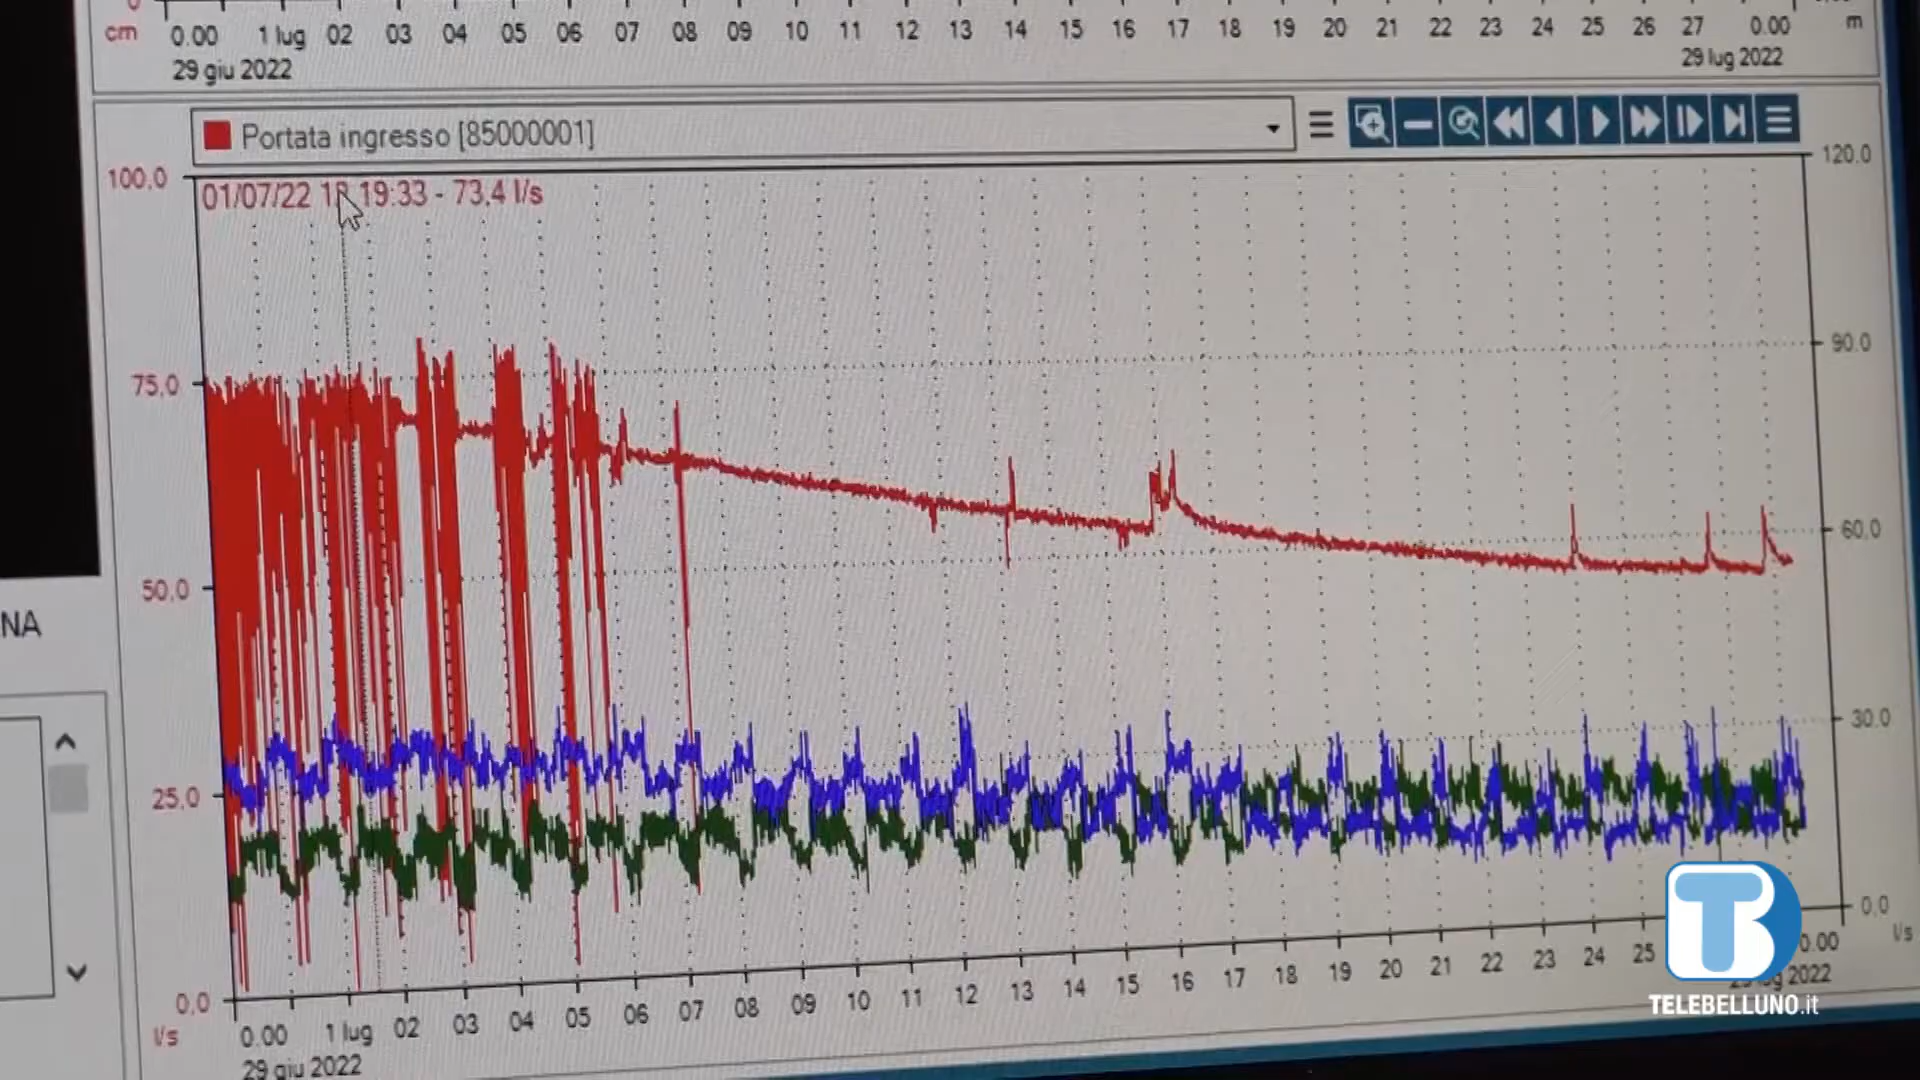 0
cm
0.00 1 lug 02 03 04 05 06 07 08 09 10 11 12 13 14 15 16 17 18 19 20 21 22 23 24 25 26 27 0.00
m
29 giu 2022
29 lug 2022
Portata ingresso [85000001]
120.0
100,0
01/07/22 18 19:33 - 73,4 l/s
90.0
75,0
60.0
50,0
NA
30.0
25,0
0,0
0,0
l/s
l/s
0.00 1 lug 02 03 04 05 06 07 08 09 10 11 12 13 14 15 16 17 18 19 20 21 22 23 24 25
0.00
29 giu 2022
2022
TB
TELEBELLUNO.it